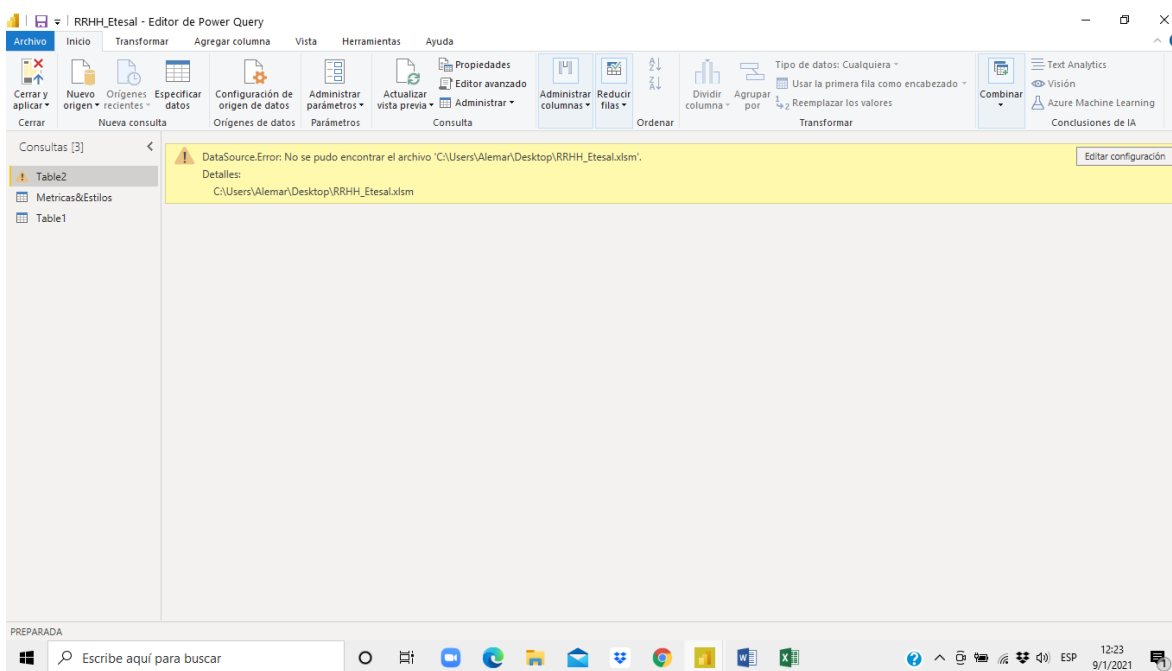 RRHH_Etesal - Editor de Power Query
Archivo Inicio Transformar Agregar columna Vista Herramientas Ayuda
Cerrar y aplicar
Cerrar
Nuevo origen
Orígenes recientes
Especificar datos
Nueva consulta
Configuración de origen de datos
Orígenes de datos
Administrar parámetros
Parámetros
Actualizar vista previa
Propiedades
Editor avanzado
Administrar
Consulta
Administrar columnas
Reducir filas
Ordenar
Dividir columna
Agrupar por
Tipo de datos: Cualquiera
Usar la primera fila como encabezado
Reemplazar los valores
Transformar
Combinar
Text Analytics
Visión
Azure Machine Learning
Conclusiones de IA
Consultas [3]
Table2
Metricas&Estilos
Table1
DataSource.Error: No se pudo encontrar el archivo 'C:\Users\Alemar\Desktop\RRHH_Etesal.xlsm'.
Detalles:
C:\Users\Alemar\Desktop\RRHH_Etesal.xlsm
Editar configuración
PREPARADA
Escribe aquí para buscar
ESP
12:23
9/1/2021